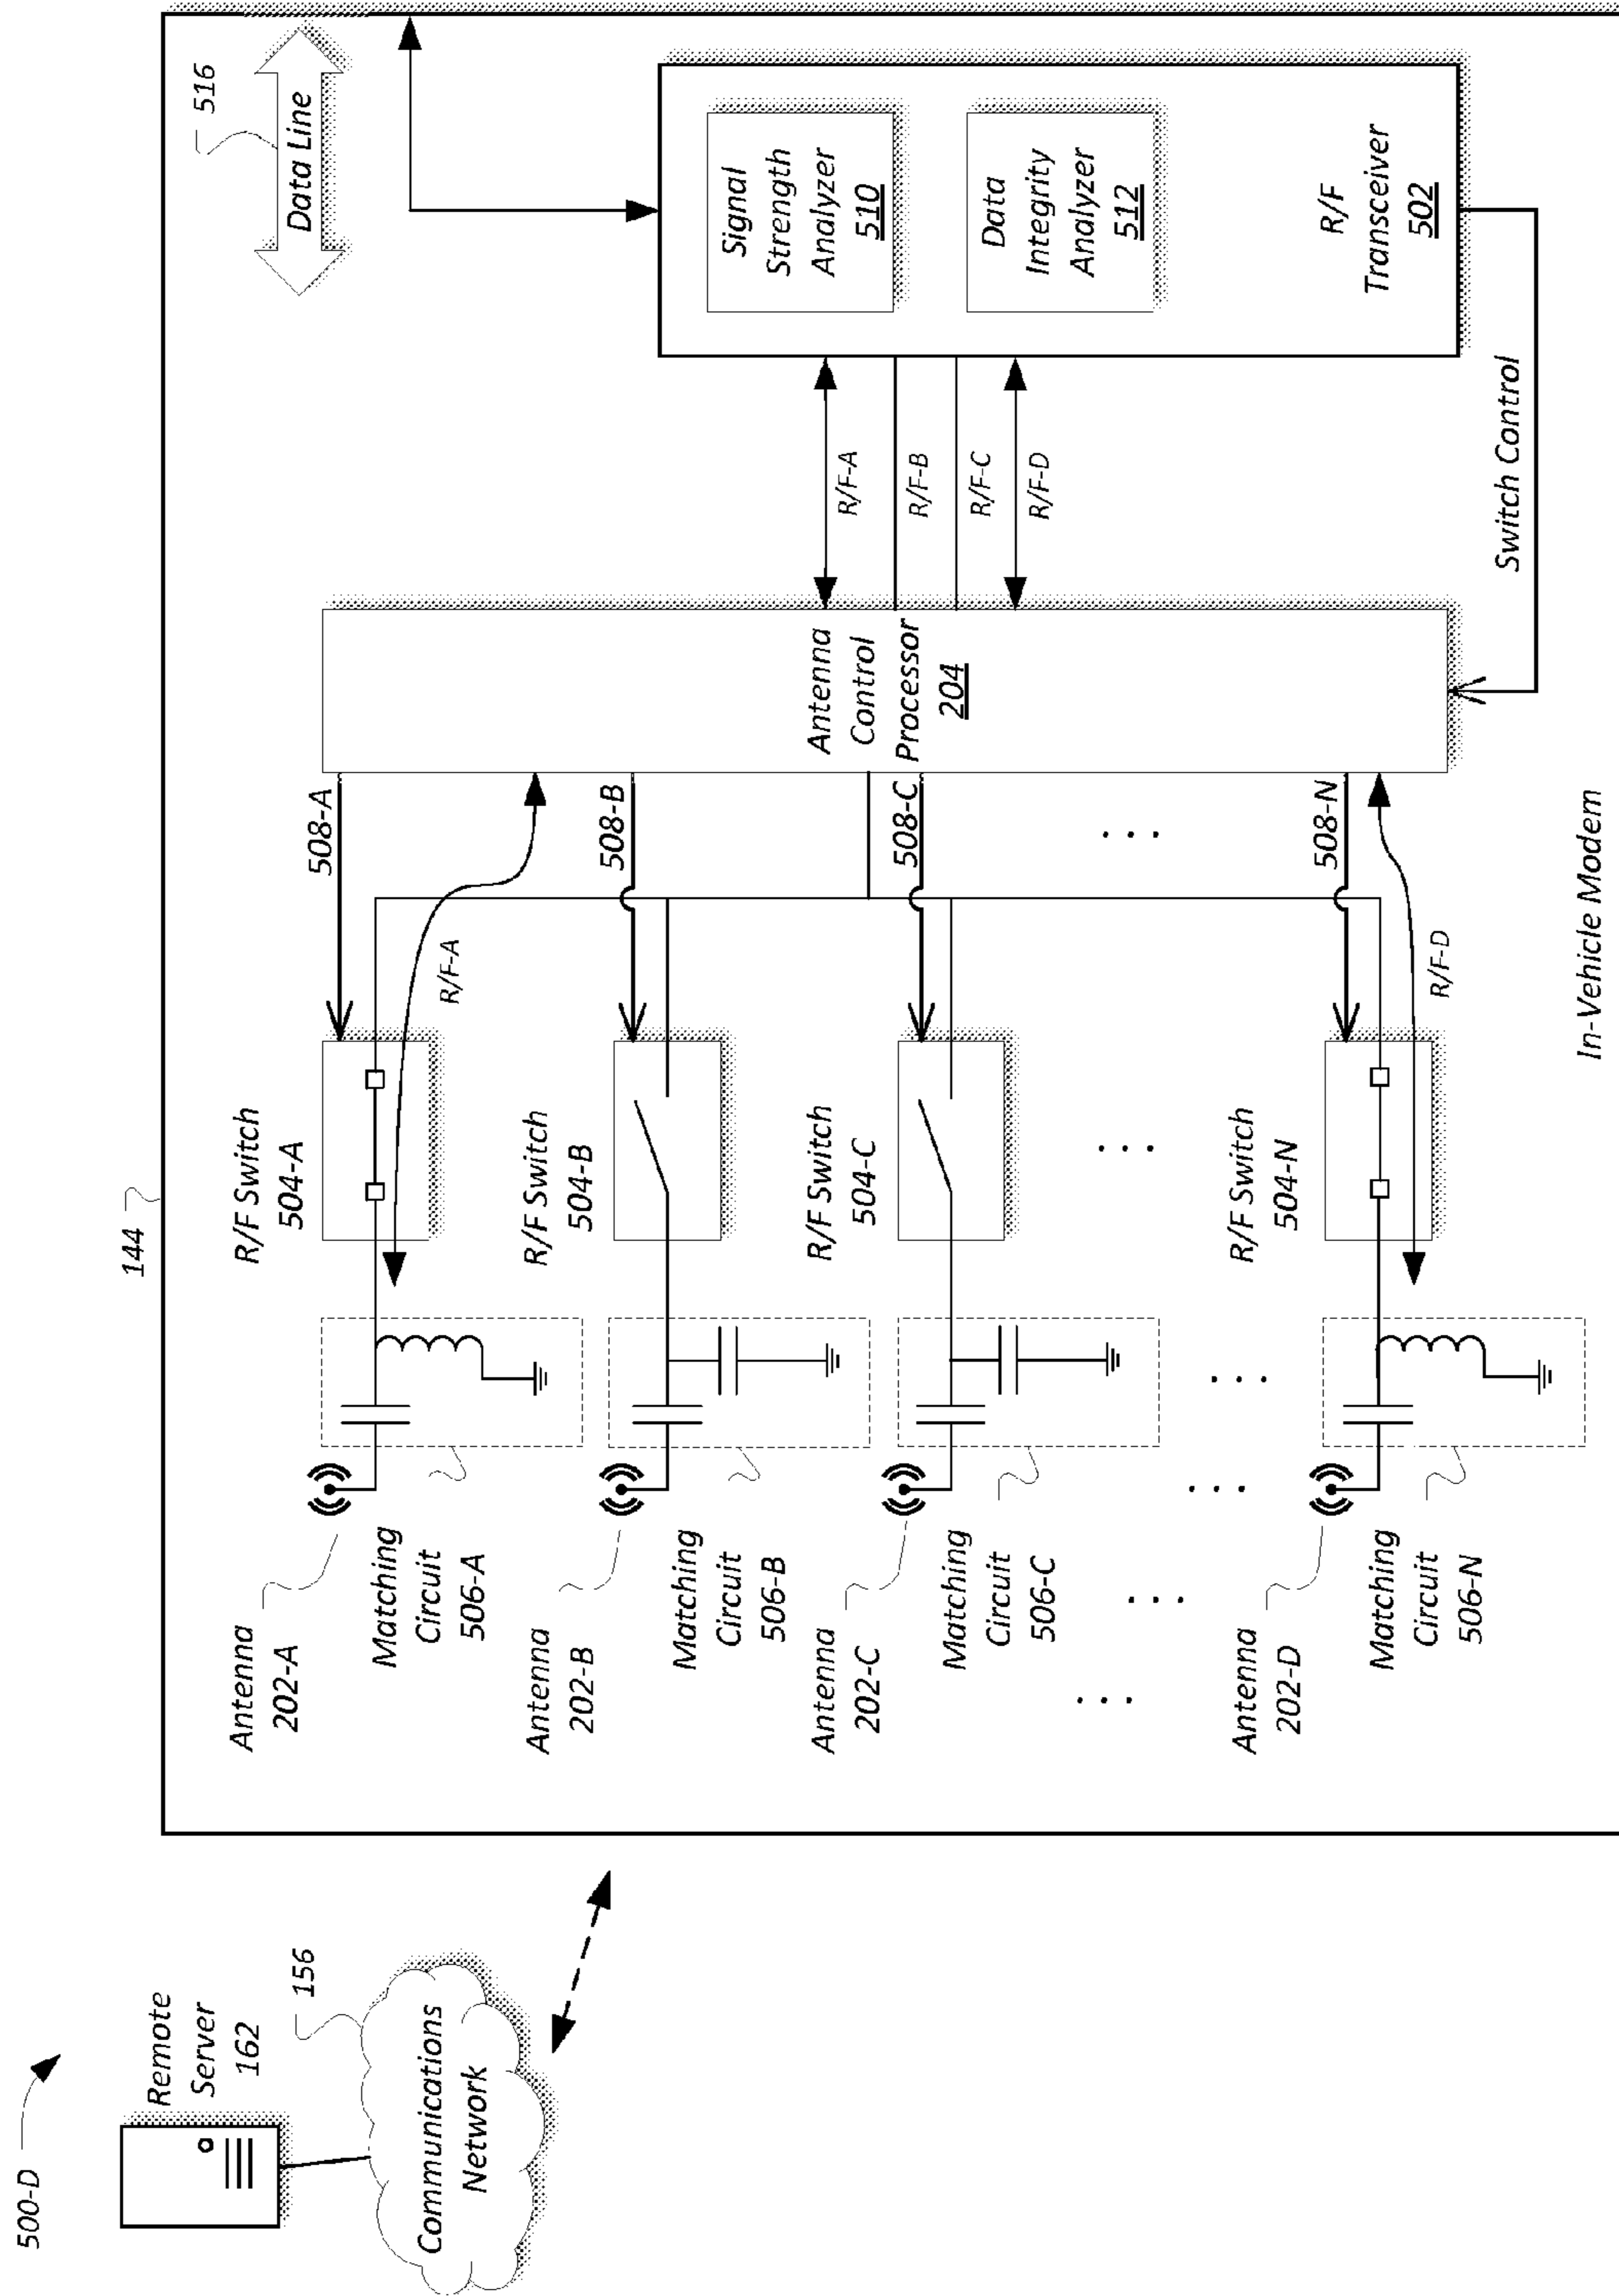 500-D
Remote
Server
162
156
Communications
Network
144
Antenna
202-A
Matching
Circuit
506-A
R/F Switch
504-A
508-A
R/F-A
Antenna
202-B
Matching
Circuit
506-B
R/F Switch
504-B
508-B
Antenna
202-C
Matching
Circuit
506-C
R/F Switch
504-C
508-C
. . .
. . .
. . .
. . .
. . .
. . .
Antenna
202-D
Matching
Circuit
506-N
R/F Switch
504-N
508-N
R/F-D
Antenna
Control
Processor
204
R/F-A
R/F-B
R/F-C
R/F-D
Switch Control
516
Data Line
Signal
Strength
Analyzer
510
Data
Integrity
Analyzer
512
R/F
Transceiver
502
In-Vehicle Modem